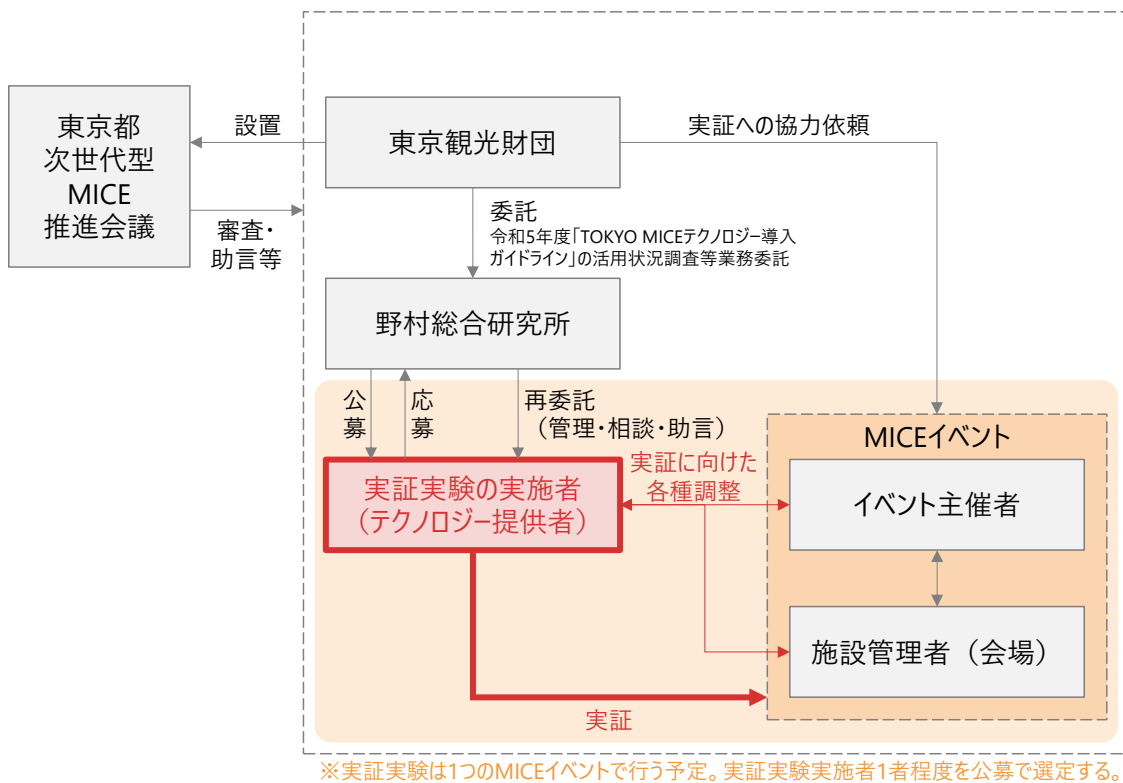 東京都
次世代型
MICE
推進会議
設置
審査・
助言等
東京観光財団
実証への協力依頼
委託
令和5年度「TOKYO MICEテクノロジー導入
ガイドライン」の活用状況調査等業務委託
野村総合研究所
公募
応募
再委託
（管理・相談・助言）
実証実験の実施者
（テクノロジー提供者）
実証に向けた
各種調整
MICEイベント
イベント主催者
施設管理者（会場）
実証
※実証実験は1つのMICEイベントで行う予定。実証実験実施者1者程度を公募で選定する。